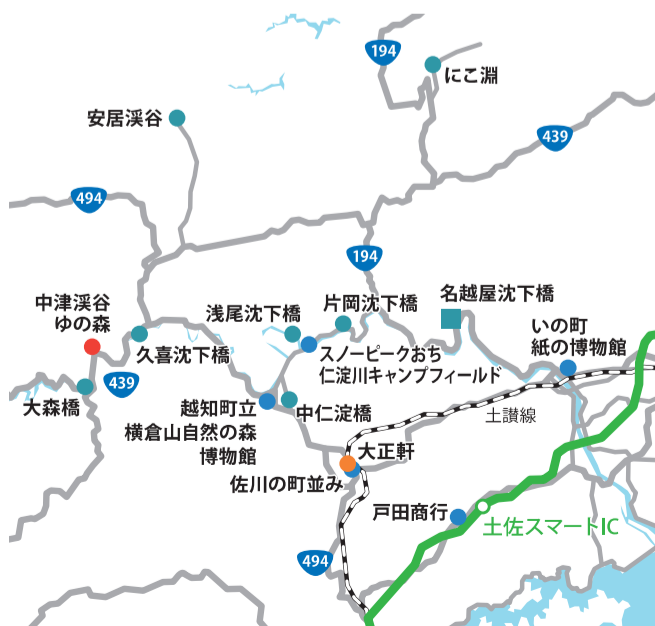 194
にこ淵
安居渓谷
439
494
194
中津渓谷
ゆの森
浅尾沈下橋
片岡沈下橋
名越屋沈下橋
いの町
紙の博物館
久喜沈下橋
スノーピークおち
仁淀川キャンプフィールド
439
大森橋
越知町立
横倉山自然の森
博物館
中仁淀橋
土讃線
大正軒
佐川の町並み
戸田商行
土佐スマートIC
494